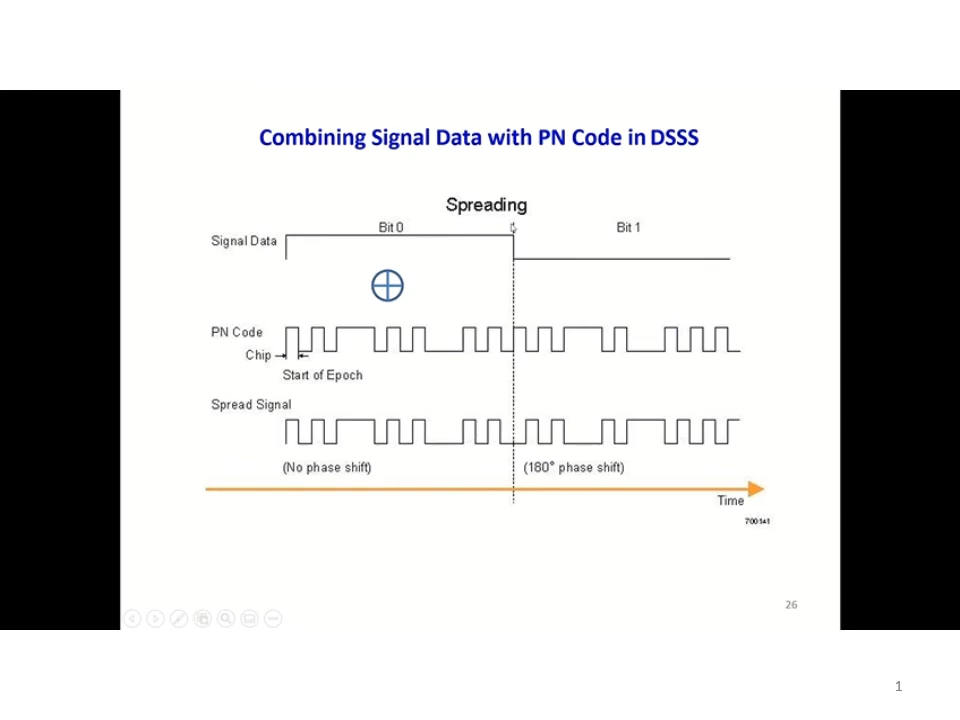 Combining Signal Data with PN Code in DSSS
Spreading
Bit 0
Bit 1
Signal Data
PN Code
Chip
Start of Epoch
Spread Signal
(No phase shift)
(180° phase shift)
Time
700141
26
1